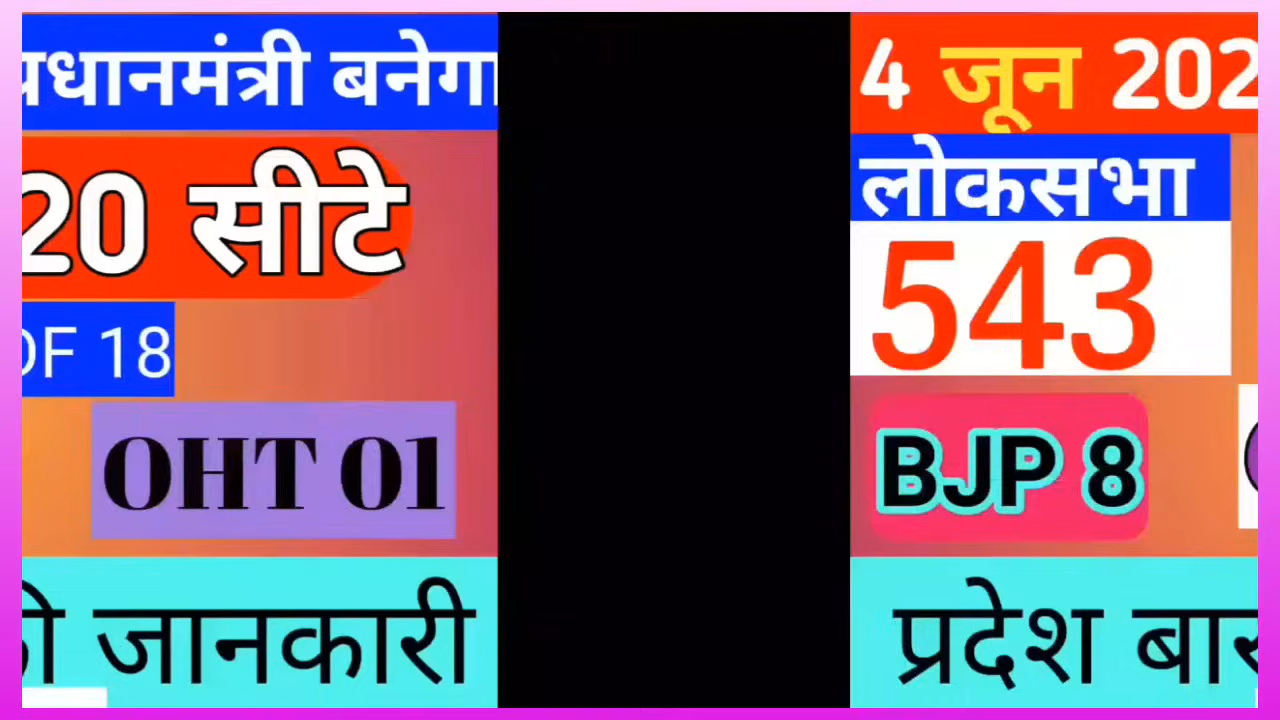 प्रधानमंत्री बनेगा
20 सीटे
OF 18
OHT 01
की जानकारी
4 जून 202
लोकसभा
543
BJP 8
प्रदेश बार